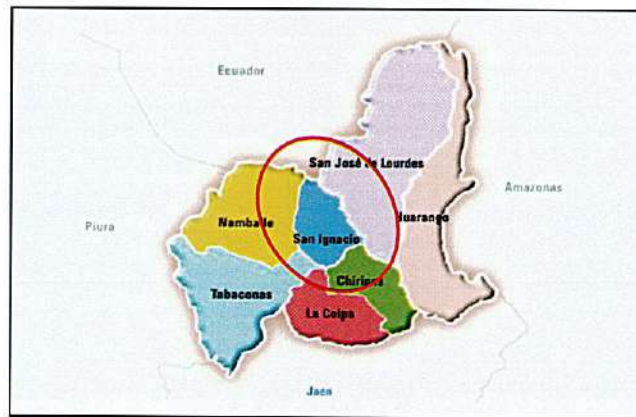 Ecuador
San José de Lourdes
Amazonas
Huarango
Piura
Namballe
San Ignacio
Chirinos
Tabaconas
La Coipa
Jaen